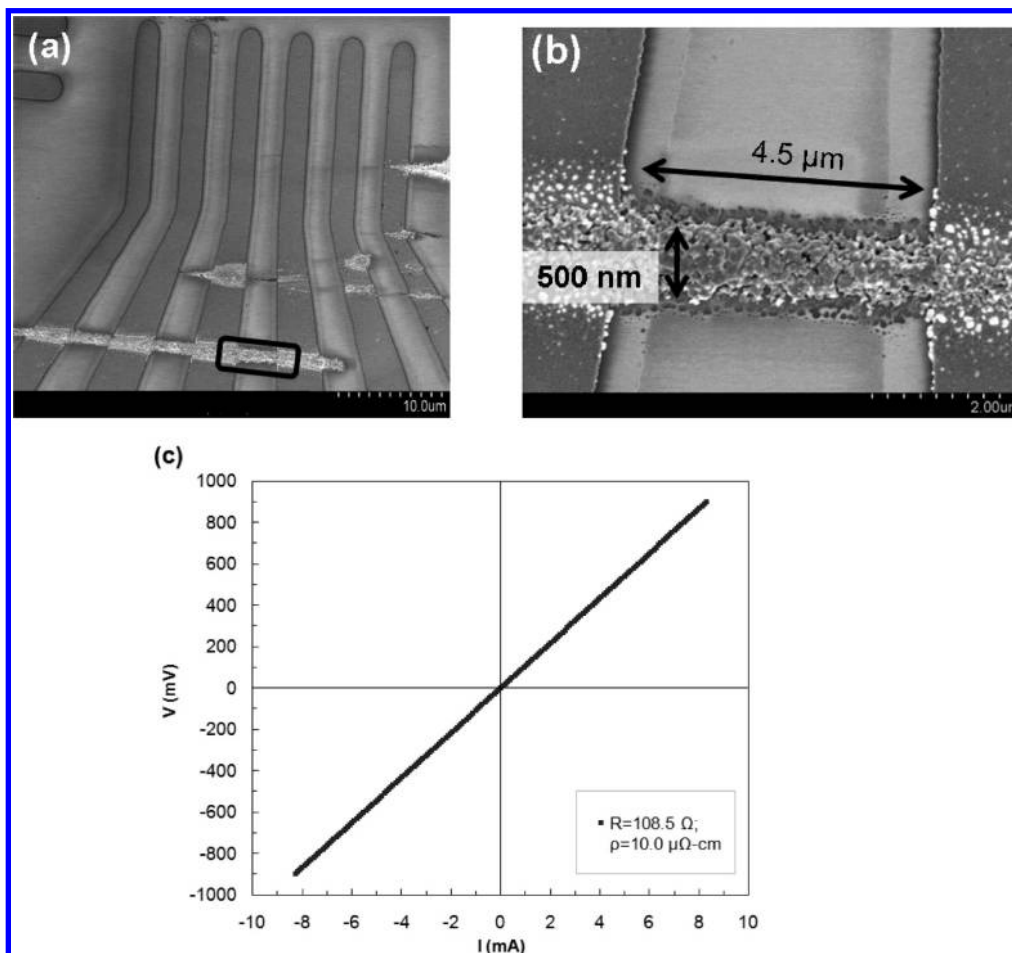 (a)
10.0um
(b)
4.5 µm
500 nm
2.00um
(c)
1000
800
600
400
200
0
-200
-400
-600
-800
-1000
V (mV)
-10 -8 -6 -4 -2 0 2 4 6 8 10
I (mA)
R=108.5 Ω;
ρ=10.0 µΩ-cm